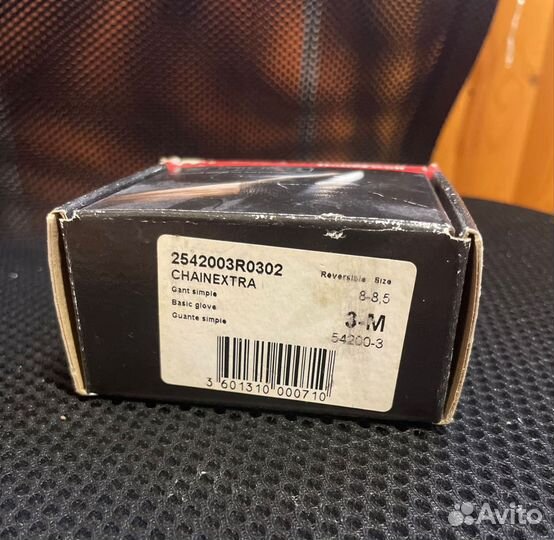 2542003R0302
CHAINEXTRA
Gant simple
Basic glove
Guante simple
Reversible Size
8-8,5
3-M
54200-3
3 601310 000710
Avito